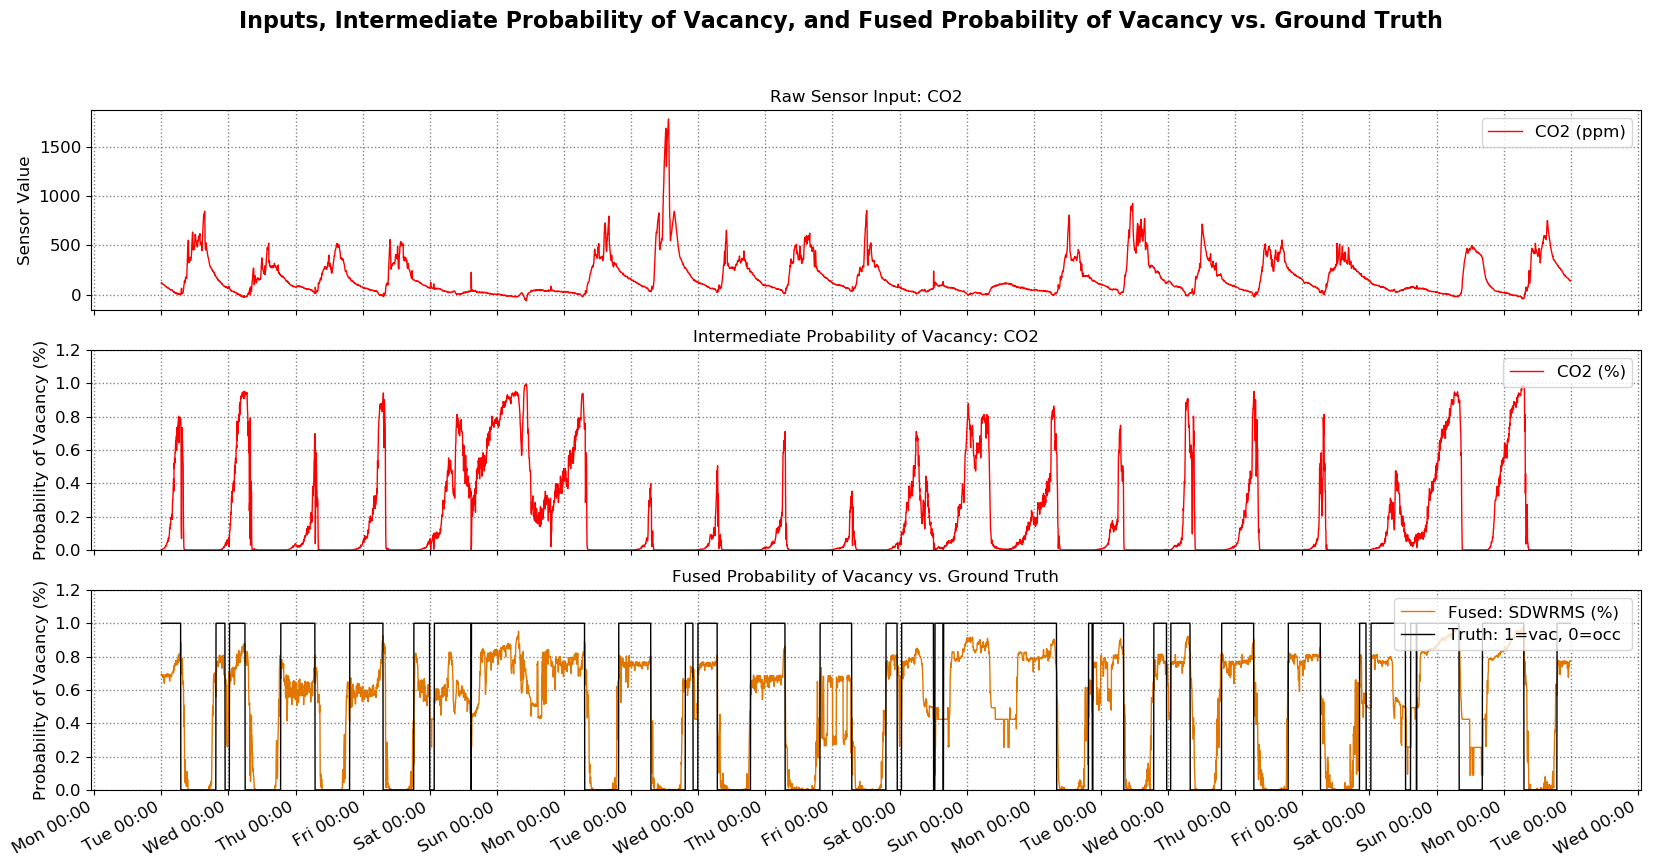 Inputs, Intermediate Probability of Vacancy, and Fused Probability of Vacancy vs. Ground Truth
Raw Sensor Input: CO2
Sensor Value
1500
1000
500
0
CO2 (ppm)
Intermediate Probability of Vacancy: CO2
Probability of Vacancy (%)
1.2
1.0
0.8
0.6
0.4
0.2
0.0
CO2 (%)
Fused Probability of Vacancy vs. Ground Truth
Probability of Vacancy (%)
1.2
1.0
0.8
0.6
0.4
0.2
0.0
Fused: SDWRMS (%)
Truth: 1=vac, 0=occ
Mon 00:00
Tue 00:00
Wed 00:00
Thu 00:00
Fri 00:00
Sat 00:00
Sun 00:00
Mon 00:00
Tue 00:00
Wed 00:00
Thu 00:00
Fri 00:00
Sat 00:00
Sun 00:00
Mon 00:00
Tue 00:00
Wed 00:00
Thu 00:00
Fri 00:00
Sat 00:00
Sun 00:00
Mon 00:00
Tue 00:00
Wed 00:00